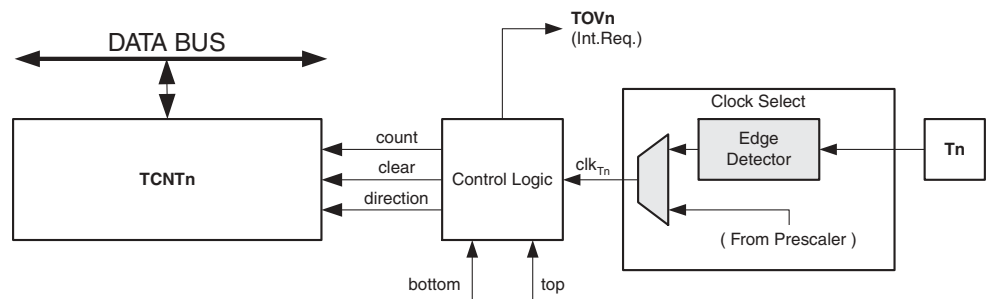 TOVn
(Int.Req.)
DATA BUS
Clock Select
count
Edge
Detector
Tn
TCNTn
clear
Control Logic
clkTn
direction
( From Prescaler )
bottom
top